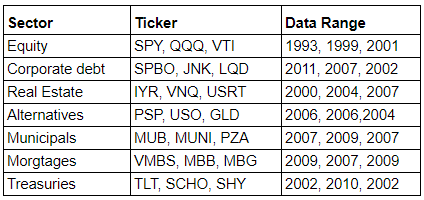 Sector Ticker Data Range
Equity SPY, QQQ, VTI 1993, 1999, 2001
Corporate debt SPBO, JNK, LQD 2011, 2007, 2002
Real Estate IYR, VNQ, USRT 2000, 2004, 2007
Alternatives PSP, USO, GLD 2006, 2006,2004
Municipals MUB, MUNI, PZA 2007, 2009, 2007
Morgtages VMBS, MBB, MBG 2009, 2007, 2009
Treasuries TLT, SCHO, SHY 2002, 2010, 2002